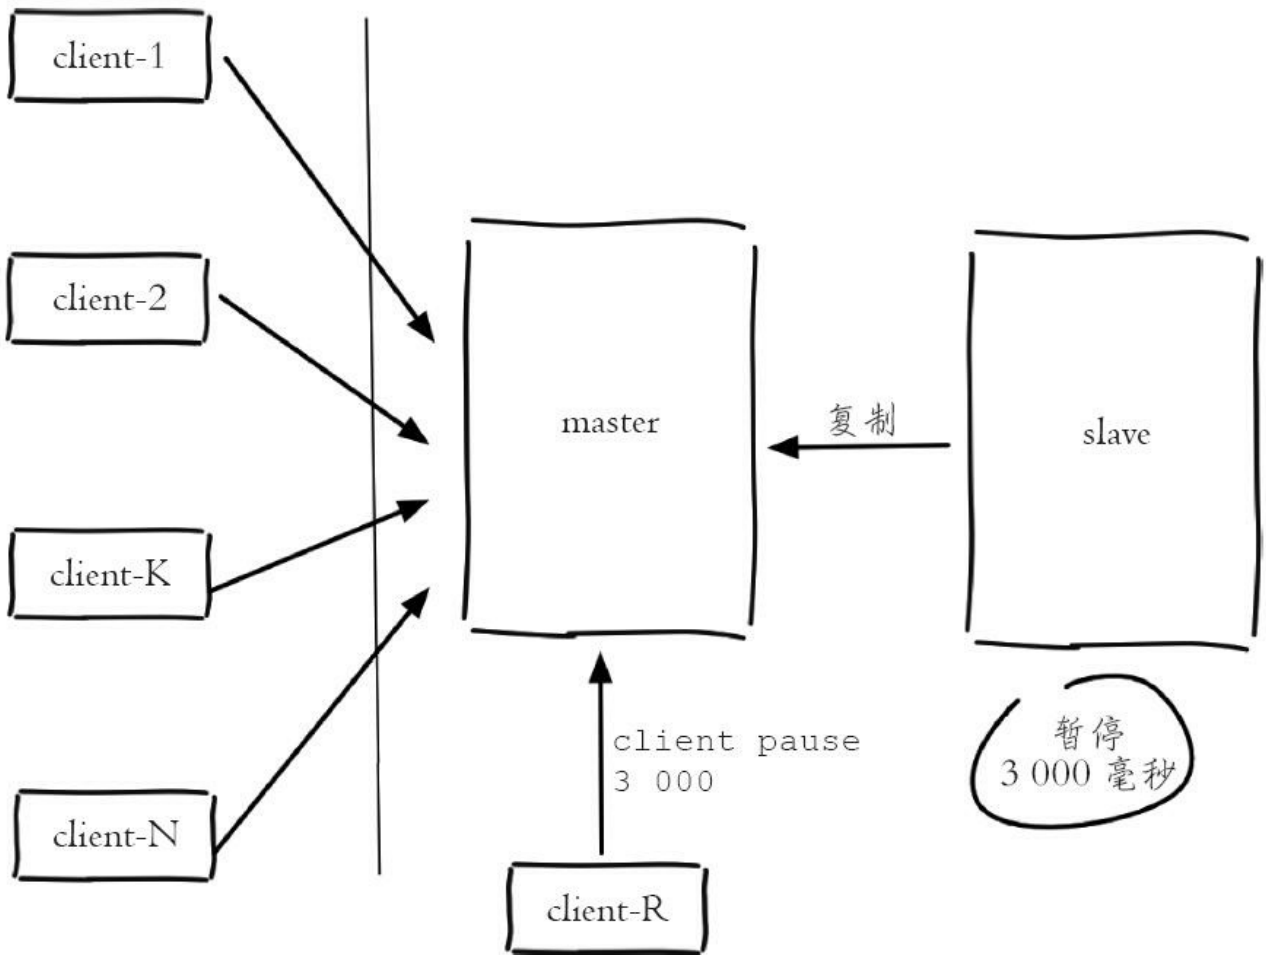 client-1
client-2
client-K
client-N
master
复制
slave
client pause
3 000
暂停
3 000 毫秒
client-R